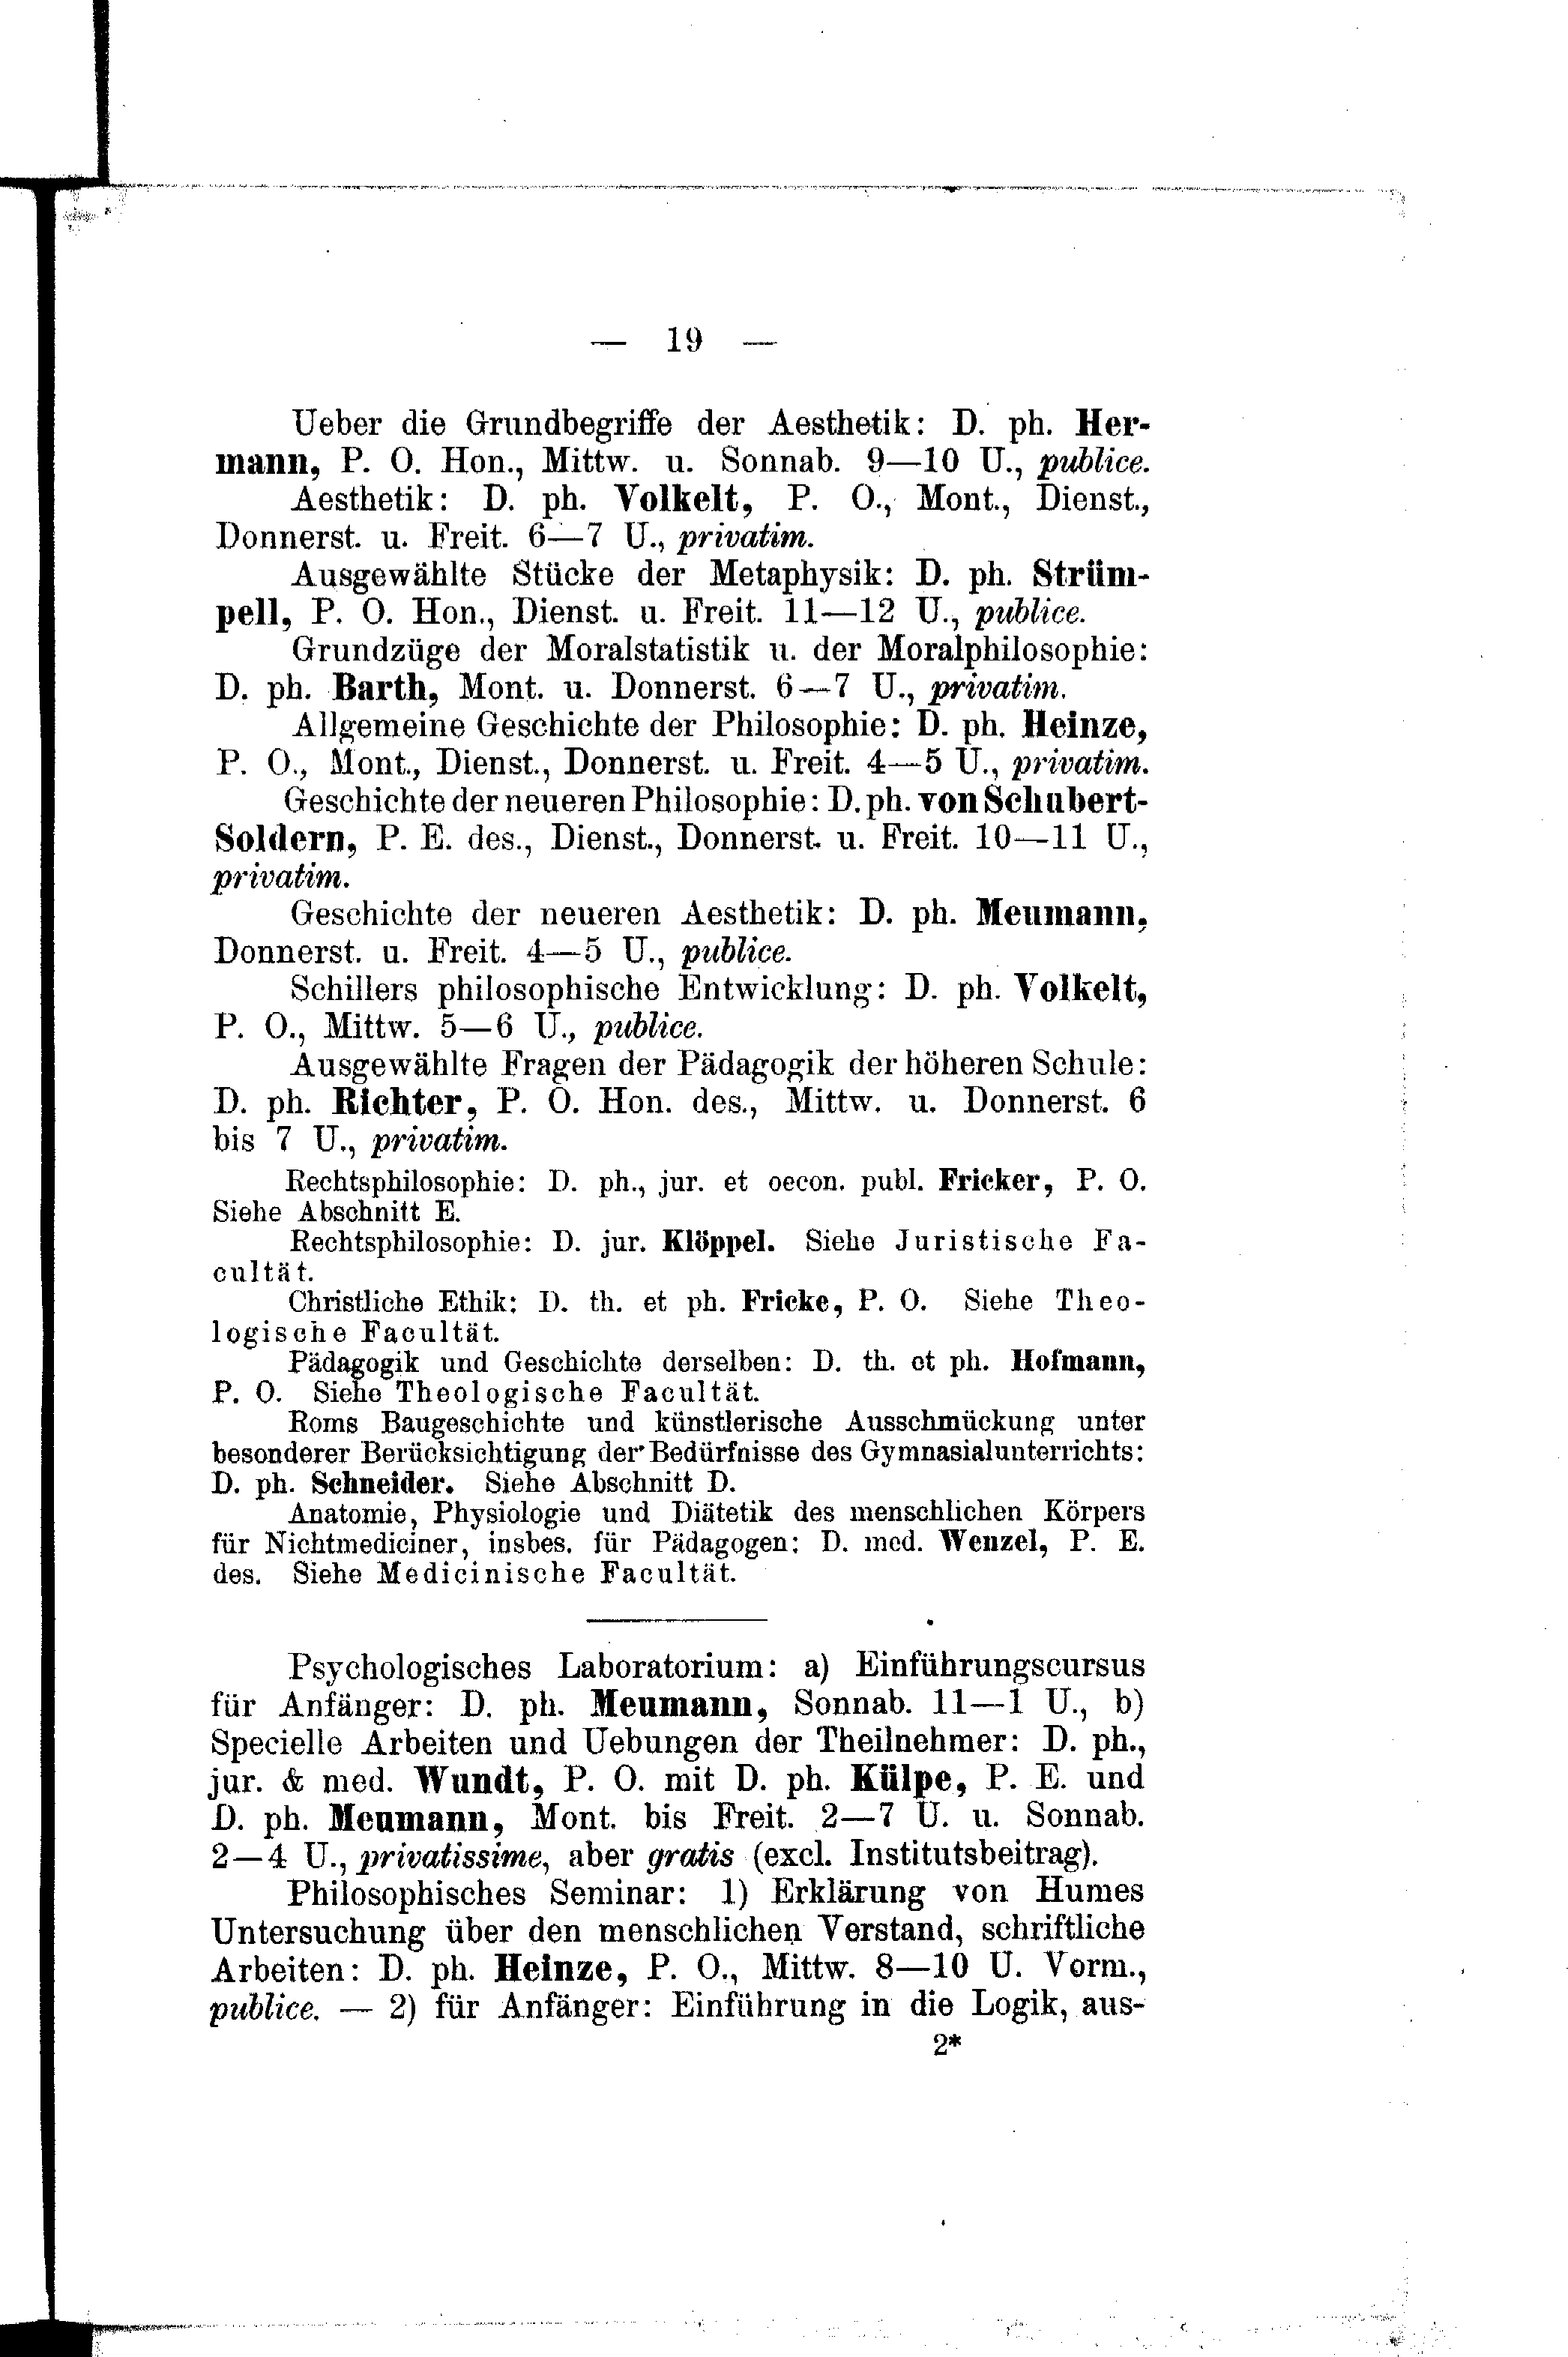 — 19 —
Ueber die Grundbegriffe der Aesthetik: D. ph. Her-
mann, P. O. Hon., Mittw. u. Sonnab. 9—10 U., publice.
Aesthetik: D. ph. Volkelt, P. O., Mont., Dienst.,
Donnerst. u. Freit. 6—7 U., privatim.
Ausgewählte Stücke der Metaphysik: D. ph. Strüm-
pell, P. O. Hon., Dienst. u. Freit. 11—12 U., publice.
Grundzüge der Moralstatistik u. der Moralphilosophie:
D. ph. Barth, Mont. u. Donnerst. 6—7 U., privatim.
Allgemeine Geschichte der Philosophie: D. ph. Heinze,
P. O., Mont., Dienst., Donnerst. u. Freit. 4—5 U., privatim.
Geschichte der neueren Philosophie: D. ph. von Schubert-
Soldern, P. E. des., Dienst., Donnerst. u. Freit. 10—11 U.,
privatim.
Geschichte der neueren Aesthetik: D. ph. Meumann,
Donnerst. u. Freit. 4—5 U., publice.
Schillers philosophische Entwicklung: D. ph. Volkelt,
P. O., Mittw. 5—6 U., publice.
Ausgewählte Fragen der Pädagogik der höheren Schule:
D. ph. Richter, P. O. Hon. des., Mittw. u. Donnerst. 6
bis 7 U., privatim.
Rechtsphilosophie: D. ph., jur. et oecon. publ. Fricker, P. O.
Siehe Abschnitt E.
Rechtsphilosophie: D. jur. Klöppel. Siehe Juristische Fa-
cultät.
Christliche Ethik: D. th. et ph. Fricke, P. O. Siehe Theo-
logische Facultät.
Pädagogik und Geschichte derselben: D. th. et ph. Hofmann,
P. O. Siehe Theologische Facultät.
Roms Baugeschichte und künstlerische Ausschmückung unter
besonderer Berücksichtigung der Bedürfnisse des Gymnasialunterrichts:
D. ph. Schneider. Siehe Abschnitt D.
Anatomie, Physiologie und Diätetik des menschlichen Körpers
für Nichtmediciner, insbes. für Pädagogen: D. med. Wenzel, P. E.
des. Siehe Medicinische Facultät.
Psychologisches Laboratorium: a) Einführungscursus
für Anfänger: D. ph. Meumann, Sonnab. 11—1 U., b)
Specielle Arbeiten und Uebungen der Theilnehmer: D. ph.,
jur. & med. Wundt, P. O. mit D. ph. Külpe, P. E. und
D. ph. Meumann, Mont. bis Freit. 2—7 U. u. Sonnab.
2—4 U., privatissime, aber gratis (excl. Institutsbeitrag).
Philosophisches Seminar: 1) Erklärung von Humes
Untersuchung über den menschlichen Verstand, schriftliche
Arbeiten: D. ph. Heinze, P. O., Mittw. 8—10 U. Vorm.,
publice. — 2) für Anfänger: Einführung in die Logik, aus-
2*